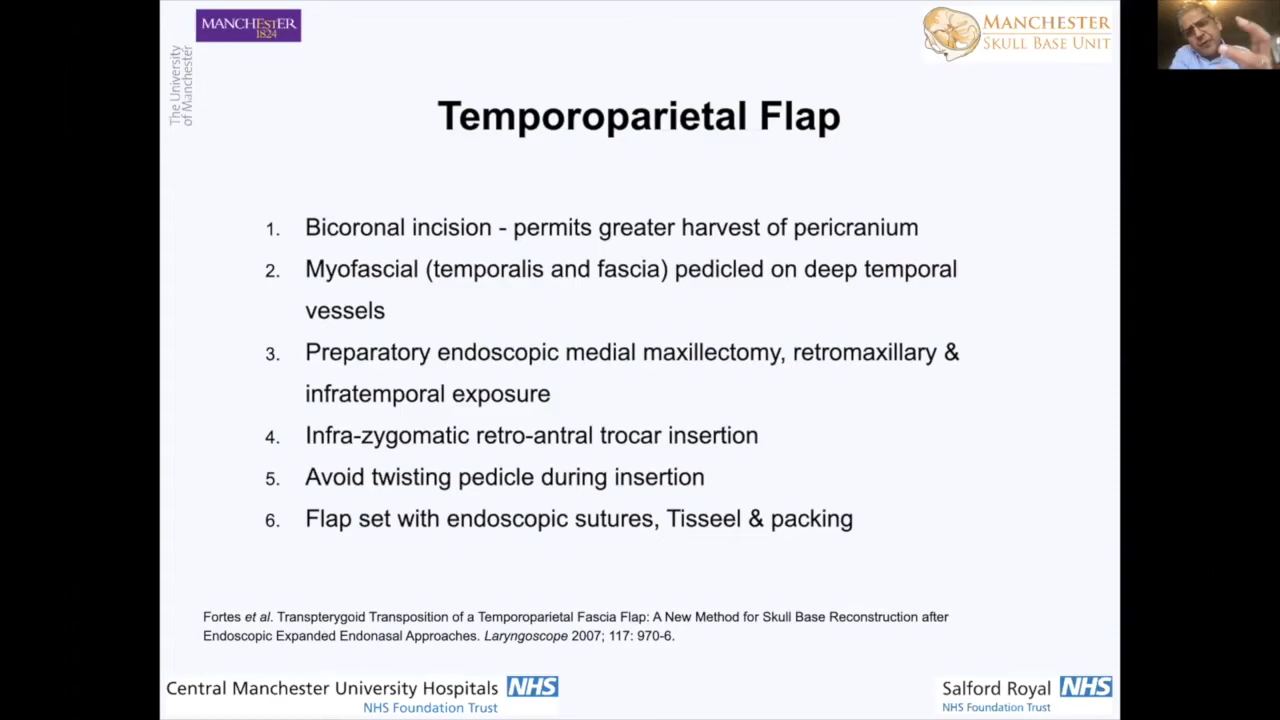 MANCHESTER
1824
The University
of Manchester
MANCHESTER
SKULL BASE UNIT
Temporoparietal Flap
1. Bicoronal incision - permits greater harvest of pericranium
2. Myofascial (temporalis and fascia) pedicled on deep temporal
vessels
3. Preparatory endoscopic medial maxillectomy, retromaxillary &
infratemporal exposure
4. Infra-zygomatic retro-antral trocar insertion
5. Avoid twisting pedicle during insertion
6. Flap set with endoscopic sutures, Tisseel & packing
Fortes et al. Transpterygoid Transposition of a Temporoparietal Fascia Flap: A New Method for Skull Base Reconstruction after
Endoscopic Expanded Endonasal Approaches. Laryngoscope 2007; 117: 970-6.
Central Manchester University Hospitals NHS
NHS Foundation Trust
Salford Royal NHS
NHS Foundation Trust